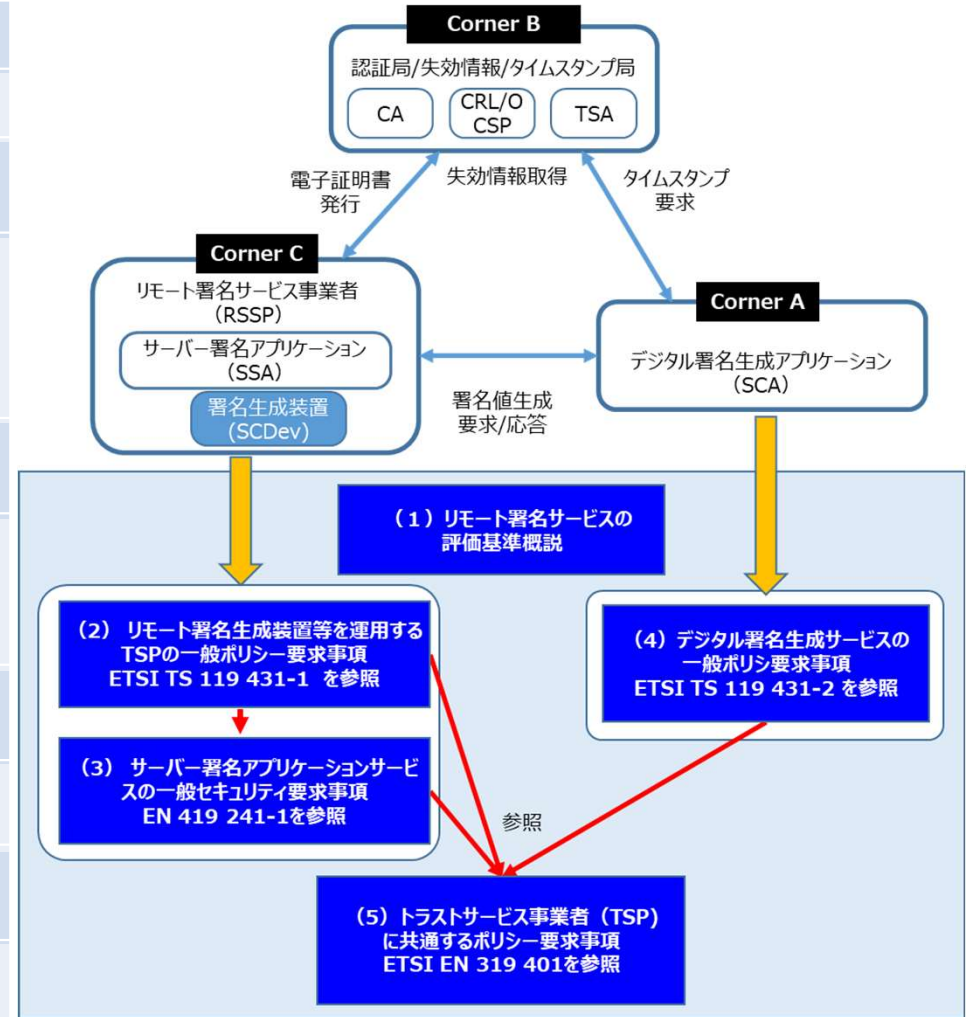 Corner B
認証局/失効情報/タイムスタンプ局
CA
CRL/O
CSP
TSA
電子証明書
発行
失効情報取得
タイムスタンプ
要求
Corner C
リモート署名サービス事業者
(RSSP)
サーバー署名アプリケーション
(SSA)
署名生成装置
(SCDev)
署名値生成
要求/応答
Corner A
デジタル署名生成アプリケーション
(SCA)
(1)リモート署名サービスの
評価基準概説
(2) リモート署名生成装置等を運用する
TSPの一般ポリシー要求事項
ETSI TS 119 431-1 を参照
(3) サーバー署名アプリケーションサービ
スの一般セキュリティ要求事項
EN 419 241-1を参照
(4)デジタル署名生成サービスの
一般ポリシ要求事項
ETSI TS 119 431-2 を参照
参照
(5)トラストサービス事業者(TSP)
に共通するポリシー要求事項
ETSI EN 319 401を参照